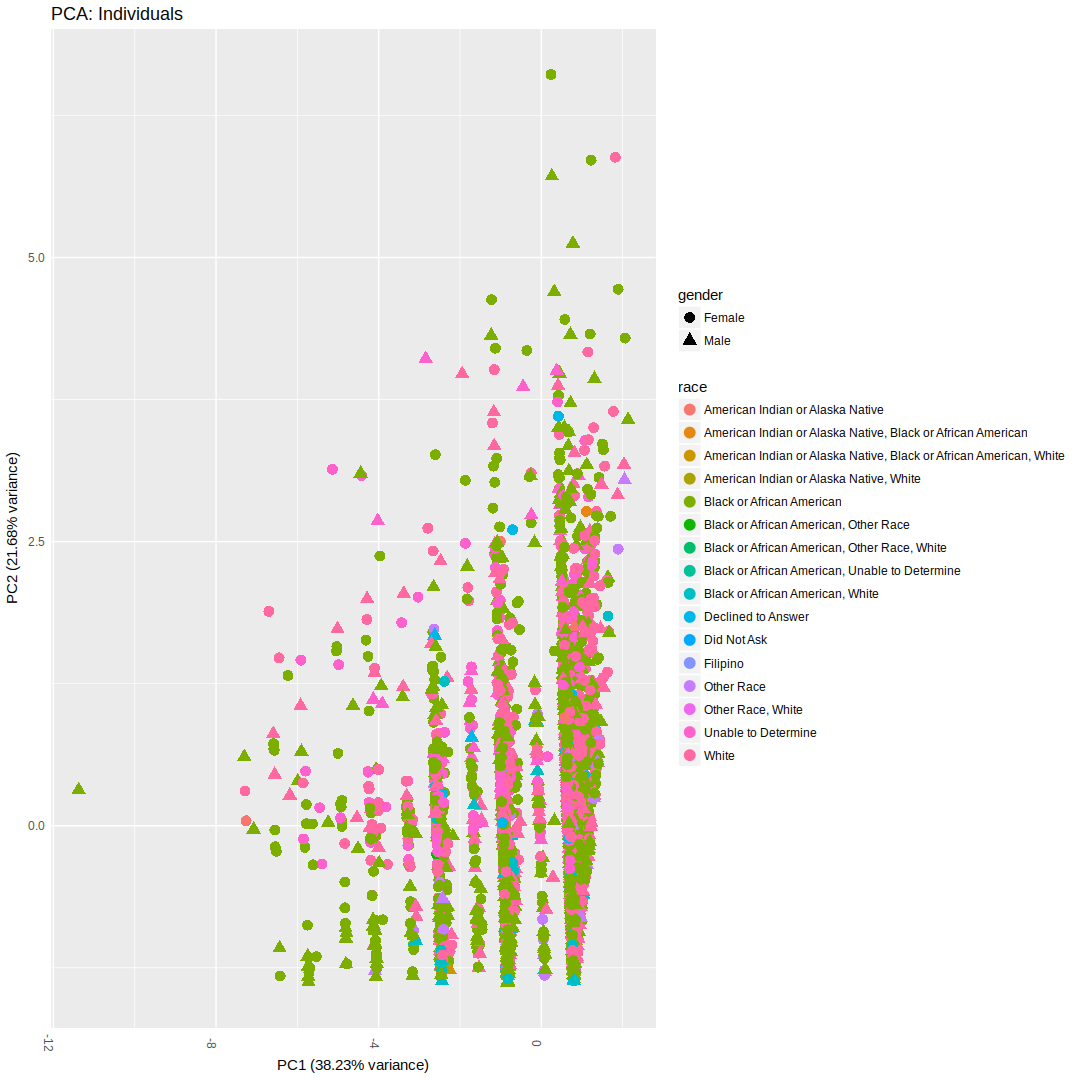 PCA: Individuals
5.0
2.5
0.0
PC2 (21.68% variance)
-12
-8
-4
0
PC1 (38.23% variance)
gender
Female
Male
race
American Indian or Alaska Native
American Indian or Alaska Native, Black or African American
American Indian or Alaska Native, Black or African American, White
American Indian or Alaska Native, White
Black or African American
Black or African American, Other Race
Black or African American, Other Race, White
Black or African American, Unable to Determine
Black or African American, White
Declined to Answer
Did Not Ask
Filipino
Other Race
Other Race, White
Unable to Determine
White